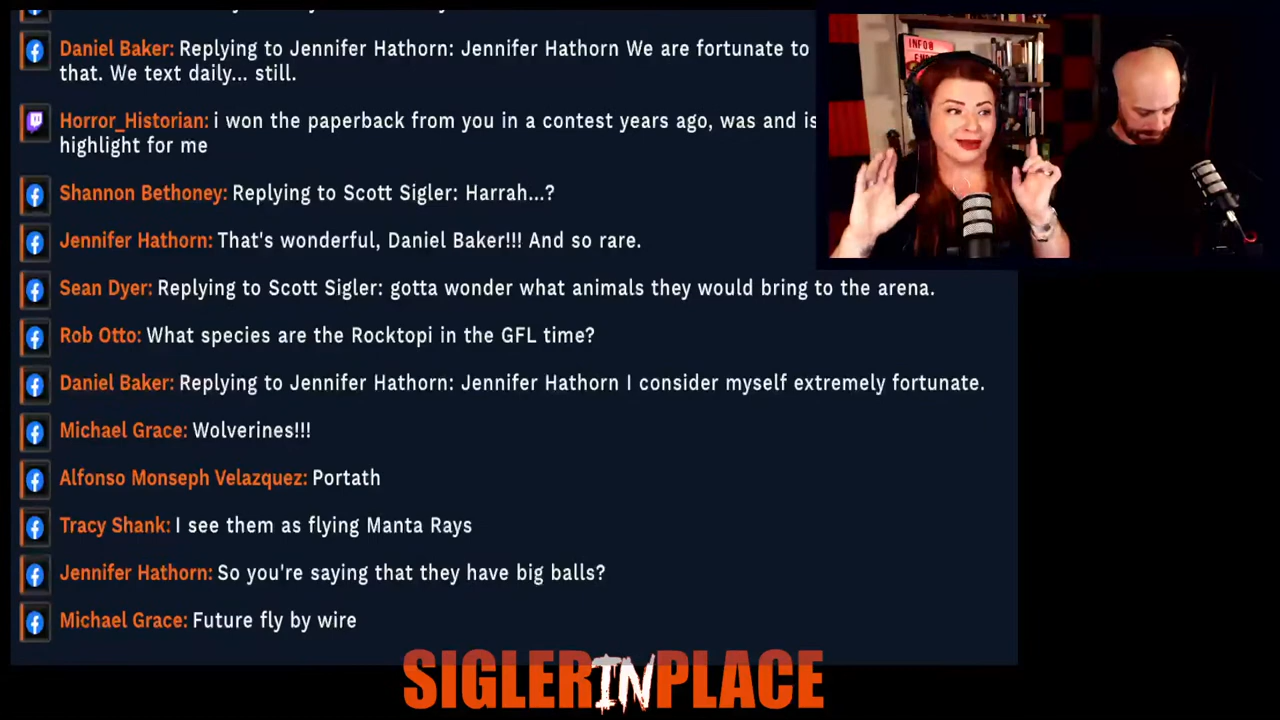 Daniel Baker: Replying to Jennifer Hathorn: Jennifer Hathorn We are fortunate to
that. We text daily... still.
Horror_Historian: i won the paperback from you in a contest years ago, was and is
highlight for me
Shannon Bethoney: Replying to Scott Sigler: Harrah...?
Jennifer Hathorn: That's wonderful, Daniel Baker!!! And so rare.
Sean Dyer: Replying to Scott Sigler: gotta wonder what animals they would bring to the arena.
Rob Otto: What species are the Rocktopi in the GFL time?
Daniel Baker: Replying to Jennifer Hathorn: Jennifer Hathorn I consider myself extremely fortunate.
Michael Grace: Wolverines!!!
Alfonso Monseph Velazquez: Portath
Tracy Shank: I see them as flying Manta Rays
Jennifer Hathorn: So you're saying that they have big balls?
Michael Grace: Future fly by wire
SIGLERINPLACE